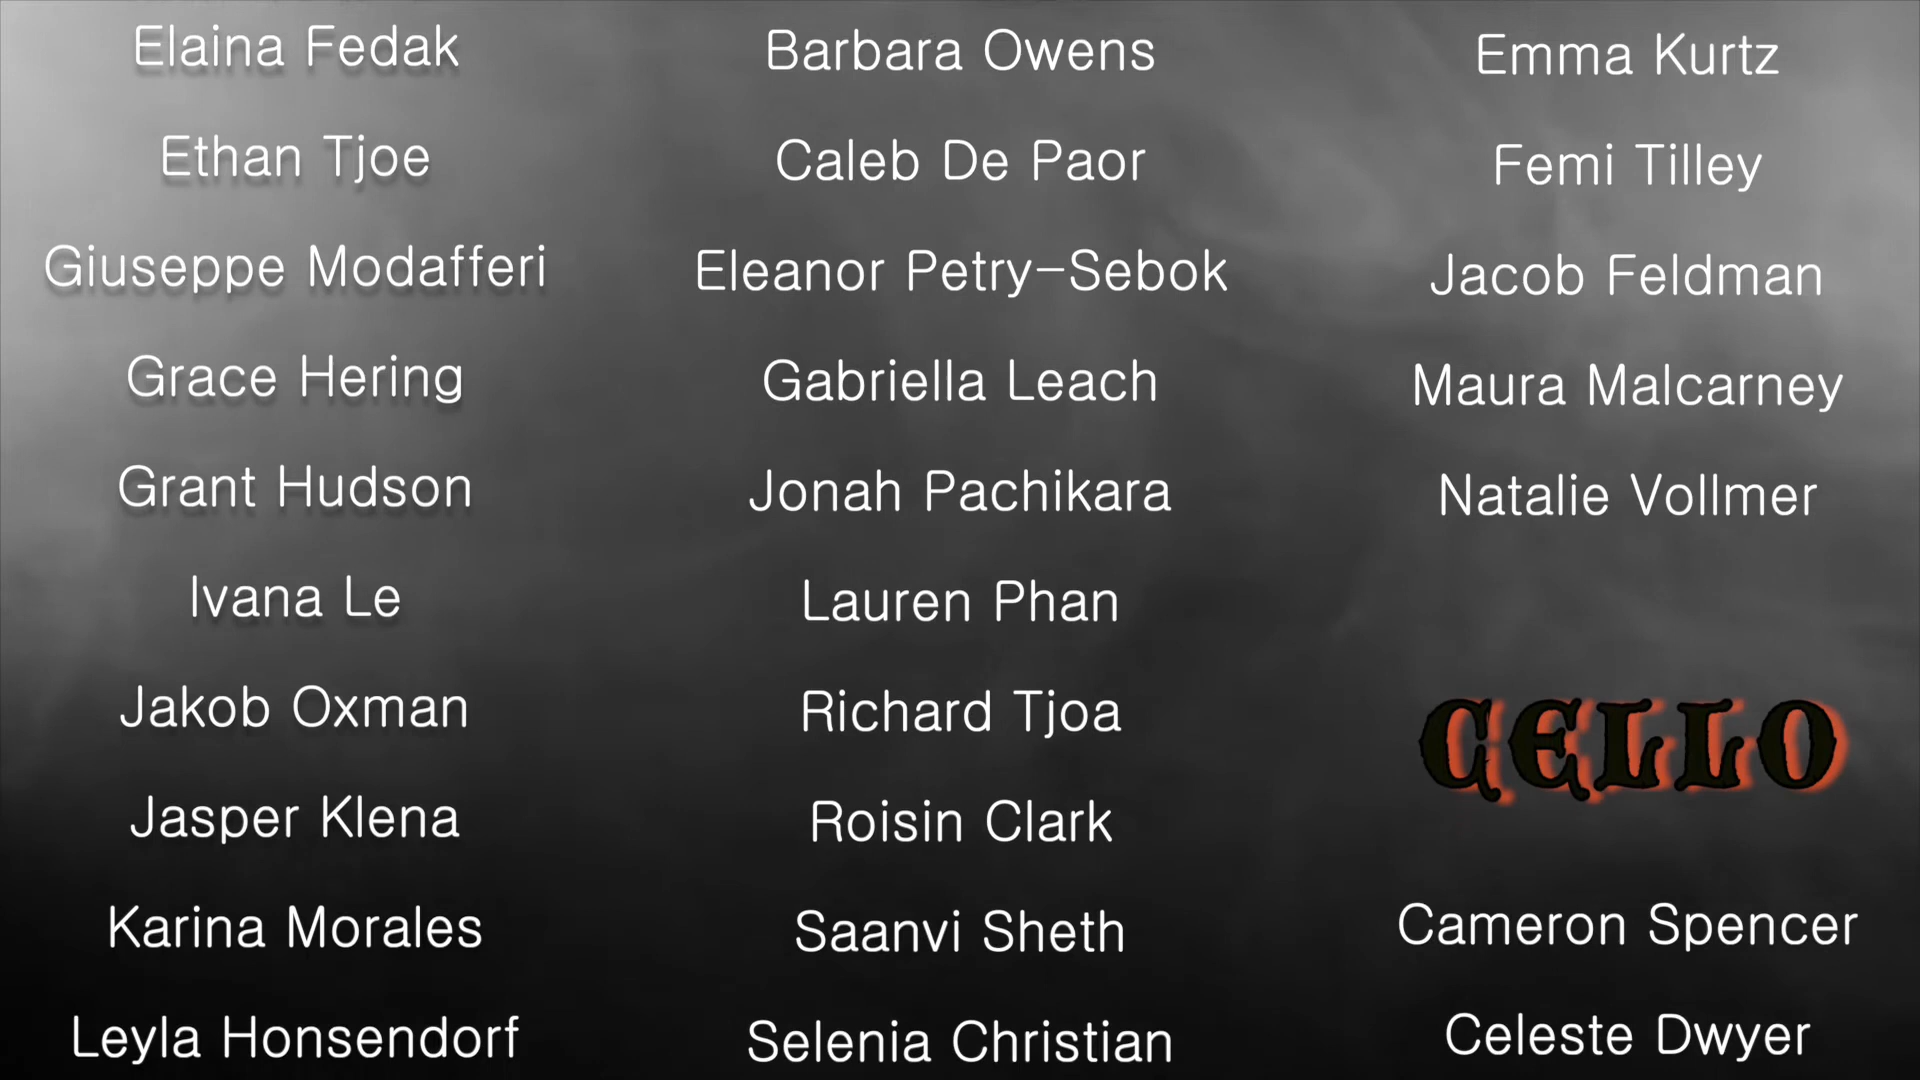 Elaina Fedak
Ethan Tjoe
Giuseppe Modafferi
Grace Hering
Grant Hudson
Ivana Le
Jakob Oxman
Jasper Klena
Karina Morales
Leyla Honsendorf
Barbara Owens
Caleb De Paor
Eleanor Petry-Sebok
Gabriella Leach
Jonah Pachikara
Lauren Phan
Richard Tjoa
Roisin Clark
Saanvi Sheth
Selenia Christian
Emma Kurtz
Femi Tilley
Jacob Feldman
Maura Malcarney
Natalie Vollmer
CELLO
Cameron Spencer
Celeste Dwyer